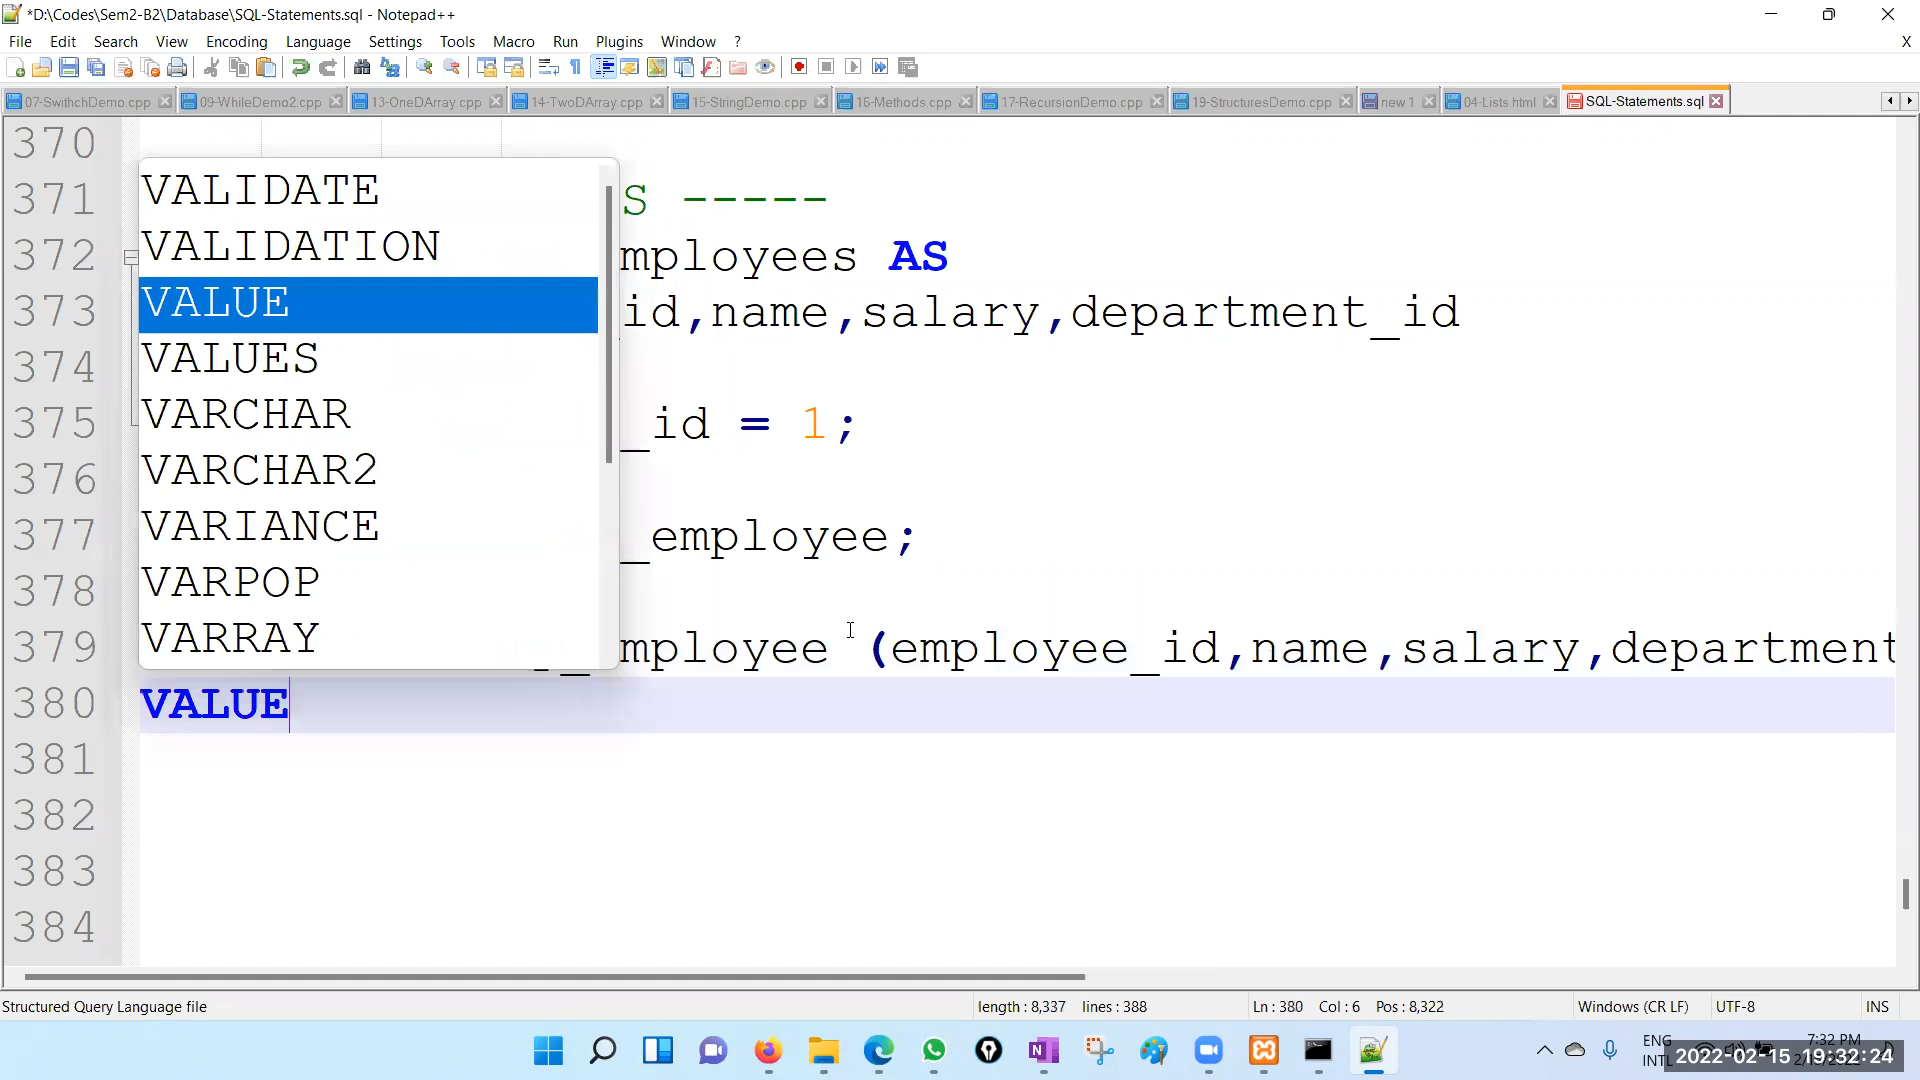 *D:\Codes\Sem2-B2\Database\SQL-Statements.sql - Notepad++
File Edit Search View Encoding Language Settings Tools Macro Run Plugins Window ? X
07-SwithchDemo.cpp 09-WhileDemo2.cpp 13-OneDArray.cpp 14-TwoDArray.cpp 15-StringDemo.cpp 16-Methods.cpp 17-RecursionDemo.cpp 19-StructuresDemo.cpp new 1 04-Lists html SQL-Statements.sql
370
371 S -----
372 mployees AS
373 id,name,salary,department_id
374
375 _id = 1;
376
377 _employee;
378
379 _employee (employee_id,name,salary,department
380 VALUE
381
382
383
384
VALIDATE
VALIDATION
VALUE
VALUES
VARCHAR
VARCHAR2
VARIANCE
VARPOP
VARRAY
Structured Query Language file length : 8,337 lines : 388 Ln : 380 Col : 6 Pos : 8,322 Windows (CR LF) UTF-8 INS
ENG
INTL
7:32 PM
2022-02-15 19:32:24